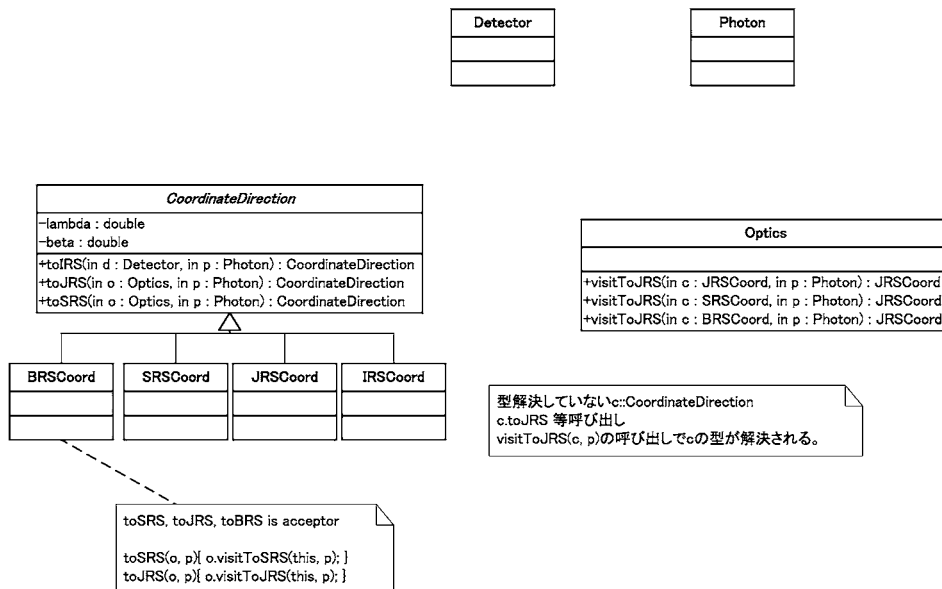 Detector
Photon
CoordinateDirection
-lambda : double
-beta : double
+toIRS(in d : Detector, in p : Photon) : CoordinateDirection
+toJRS(in o : Optics, in p : Photon) : CoordinateDirection
+toSRS(in o : Optics, in p : Photon) : CoordinateDirection
Optics
+visitToJRS(in c : JRSCoord, in p : Photon) : JRSCoord
+visitToJRS(in c : SRSCoord, in p : Photon) : JRSCoord
+visitToJRS(in c : BRSCoord, in p : Photon) : JRSCoord
BRSCoord
SRSCoord
JRSCoord
IRSCoord
型解決していないc::CoordinateDirection
c.toJRS 等呼び出し
visitToJRS(c, p)の呼び出しでcの型が解決される。
toSRS, toJRS, toBRS is acceptor
toSRS(o, p){ o.visitToSRS(this, p); }
toJRS(o, p){ o.visitToJRS(this, p); }